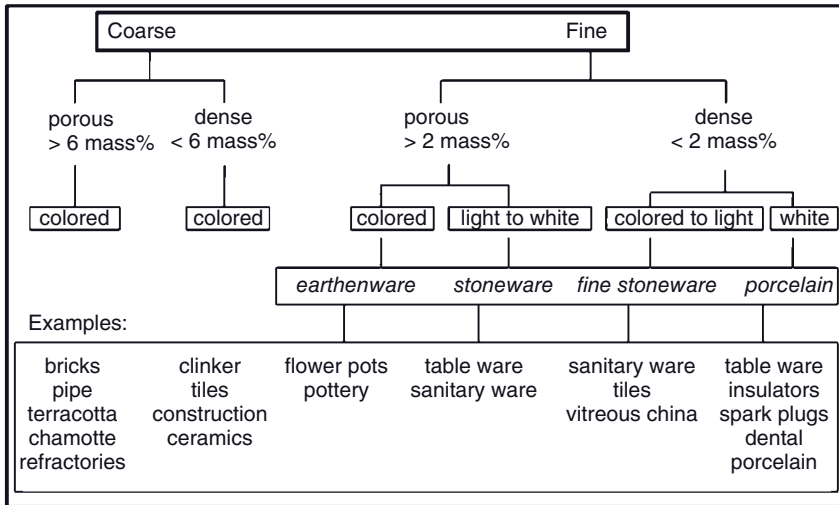 Coarse Fine
porous dense porous dense
> 6 mass% < 6 mass% > 2 mass% < 2 mass%
colored colored colored light to white colored to light white
earthenware stoneware fine stoneware porcelain
Examples:
bricks clinker flower pots table ware sanitary ware table ware
pipe tiles pottery sanitary ware tiles insulators
terracotta construction vitreous china spark plugs
chamotte ceramics dental
refractories porcelain